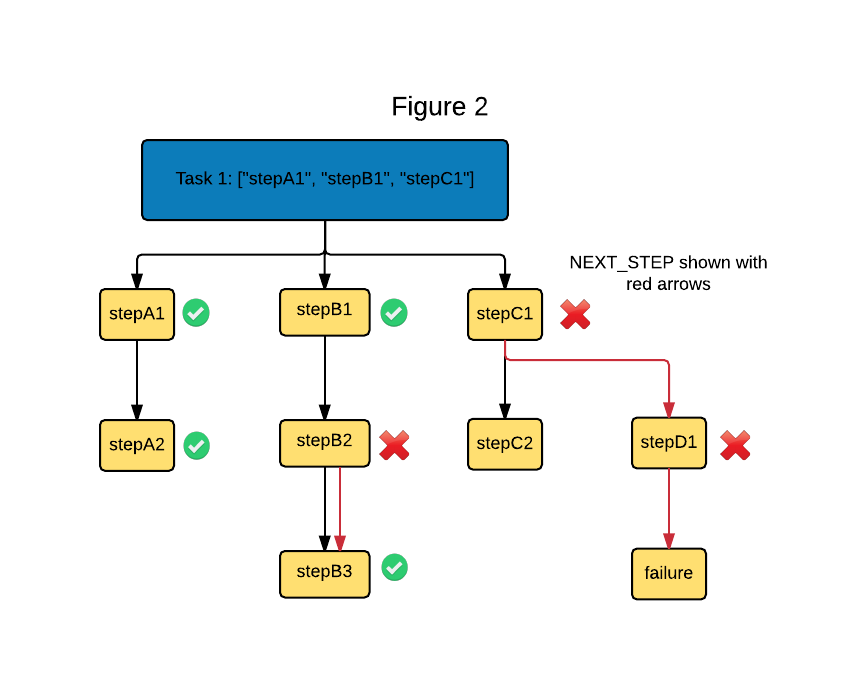 Figure 2
Task 1: ["stepA1", "stepB1", "stepC1"]
NEXT_STEP shown with
red arrows
stepA1
stepB1
stepC1
stepA2
stepB2
stepC2
stepD1
stepB3
failure